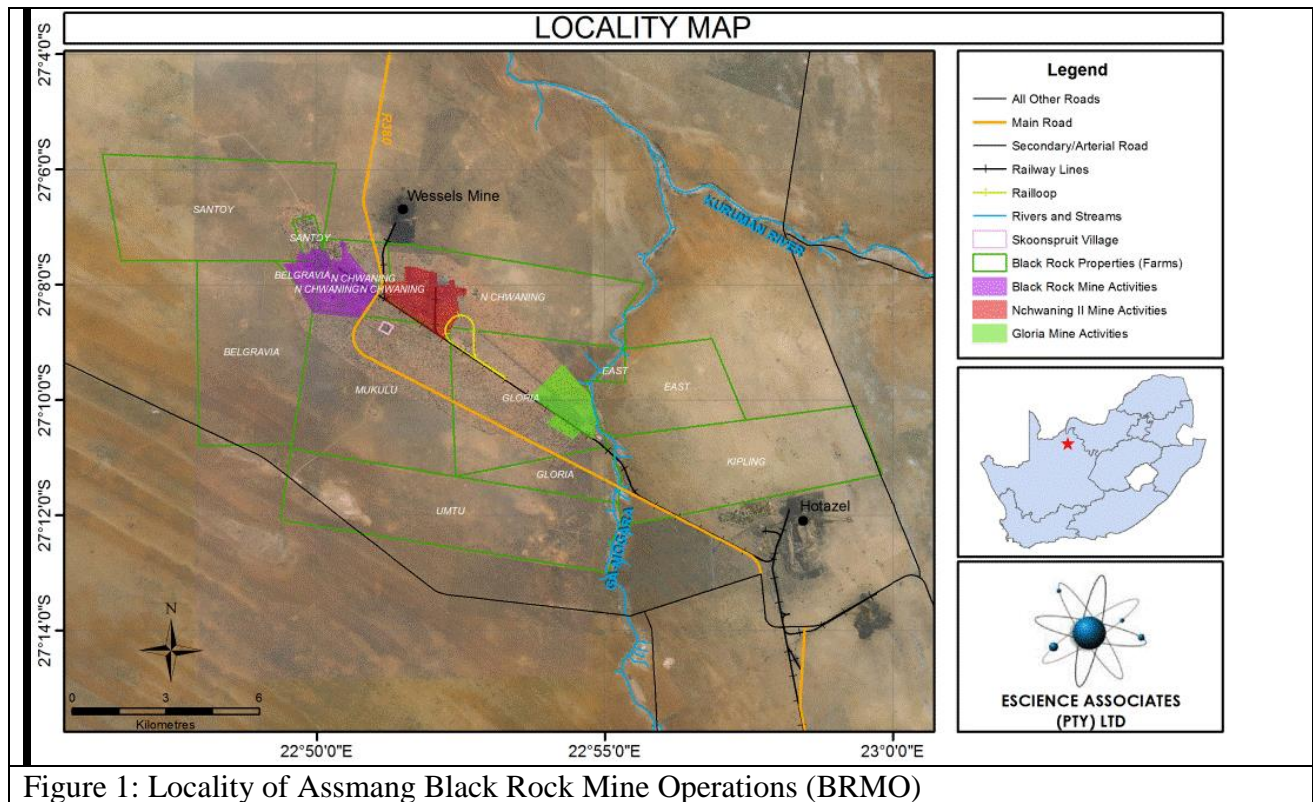 LOCALITY MAP
27°4'0"S
27°6'0"S
27°8'0"S
27°10'0"S
27°12'0"S
27°14'0"S
R380
Wessels Mine
SANTOY
SANTOY
KURUMAN RIVER
BELGRAVIA
N CHWANING
N CHWANING
N CHWANING
N CHWANING
BELGRAVIA
MUKULU
EAST
EAST
GLORIA
KIPLING
GLORIA
UMTU
Hotazel
GAMOGARA
N
0 3 6
Kilometres
22°50'0"E
22°55'0"E
23°0'0"E
Legend
All Other Roads
Main Road
Secondary/Arterial Road
Railway Lines
Railloop
Rivers and Streams
Skoonspruit Village
Black Rock Properties (Farms)
Black Rock Mine Activities
Nchwaning II Mine Activities
Gloria Mine Activities
ESCIENCE ASSOCIATES
(PTY) LTD
Figure 1: Locality of Assmang Black Rock Mine Operations (BRMO)